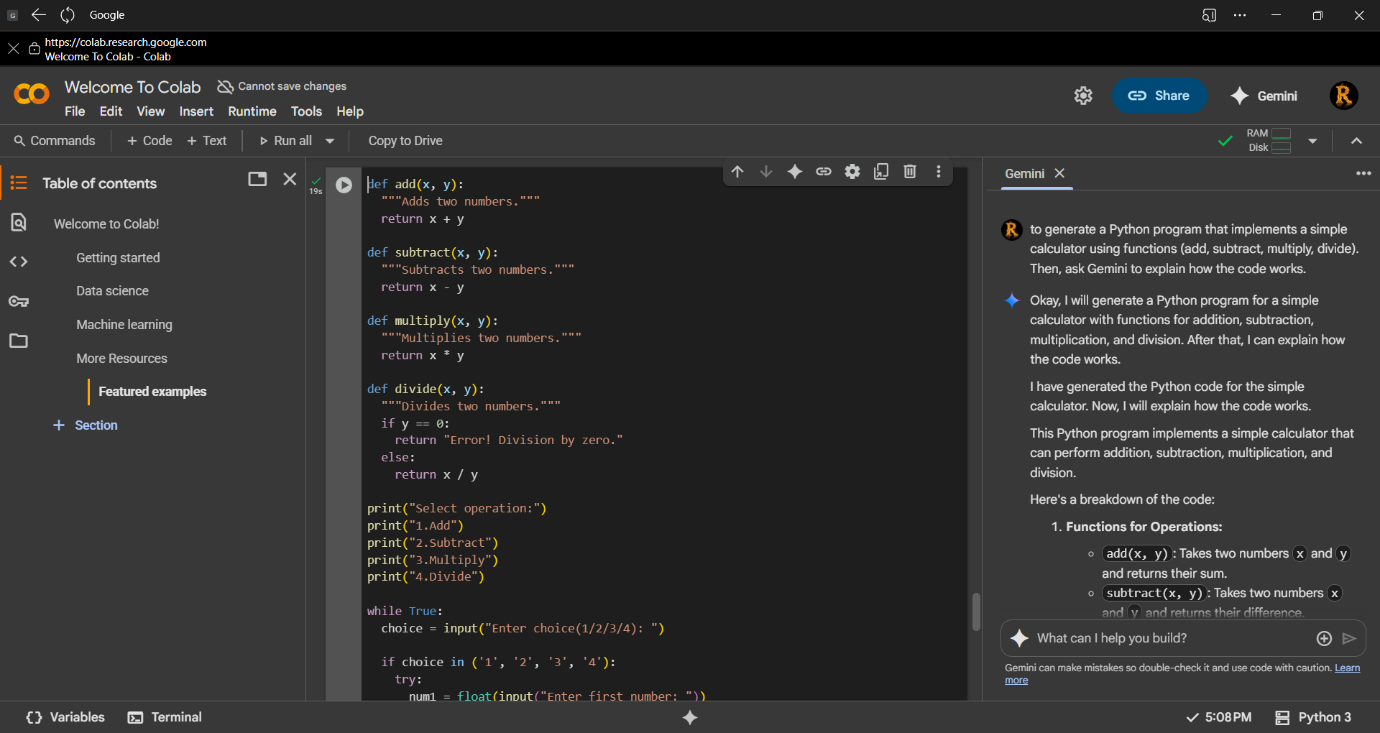 G
Google
https://colab.research.google.com
Welcome To Colab - Colab
Welcome To Colab
Cannot save changes
File Edit View Insert Runtime Tools Help
Share
Gemini
R
Commands
+ Code + Text
Run all
Copy to Drive
RAM
Disk
Table of contents
Welcome to Colab!
Getting started
Data science
Machine learning
More Resources
Featured examples
+ Section
19s
def add(x, y):
"""Adds two numbers."""
return x + y
def subtract(x, y):
"""Subtracts two numbers."""
return x - y
def multiply(x, y):
"""Multiplies two numbers."""
return x * y
def divide(x, y):
"""Divides two numbers."""
if y == 0:
return "Error! Division by zero."
else:
return x / y
print("Select operation:")
print("1.Add")
print("2.Subtract")
print("3.Multiply")
print("4.Divide")
while True:
choice = input("Enter choice(1/2/3/4): ")
if choice in ('1', '2', '3', '4'):
try:
num1 = float(input("Enter first number: "))
Gemini
R
to generate a Python program that implements a simple
calculator using functions (add, subtract, multiply, divide).
Then, ask Gemini to explain how the code works.
Okay, I will generate a Python program for a simple
calculator with functions for addition, subtraction,
multiplication, and division. After that, I can explain how
the code works.
I have generated the Python code for the simple
calculator. Now, I will explain how the code works.
This Python program implements a simple calculator that
can perform addition, subtraction, multiplication, and
division.
Here's a breakdown of the code:
1. Functions for Operations:
add(x, y): Takes two numbers x and y
and returns their sum.
subtract(x, y): Takes two numbers x
and y and returns their difference.
What can I help you build?
Gemini can make mistakes so double-check it and use code with caution. Learn
more
{} Variables
Terminal
5:08 PM
Python 3